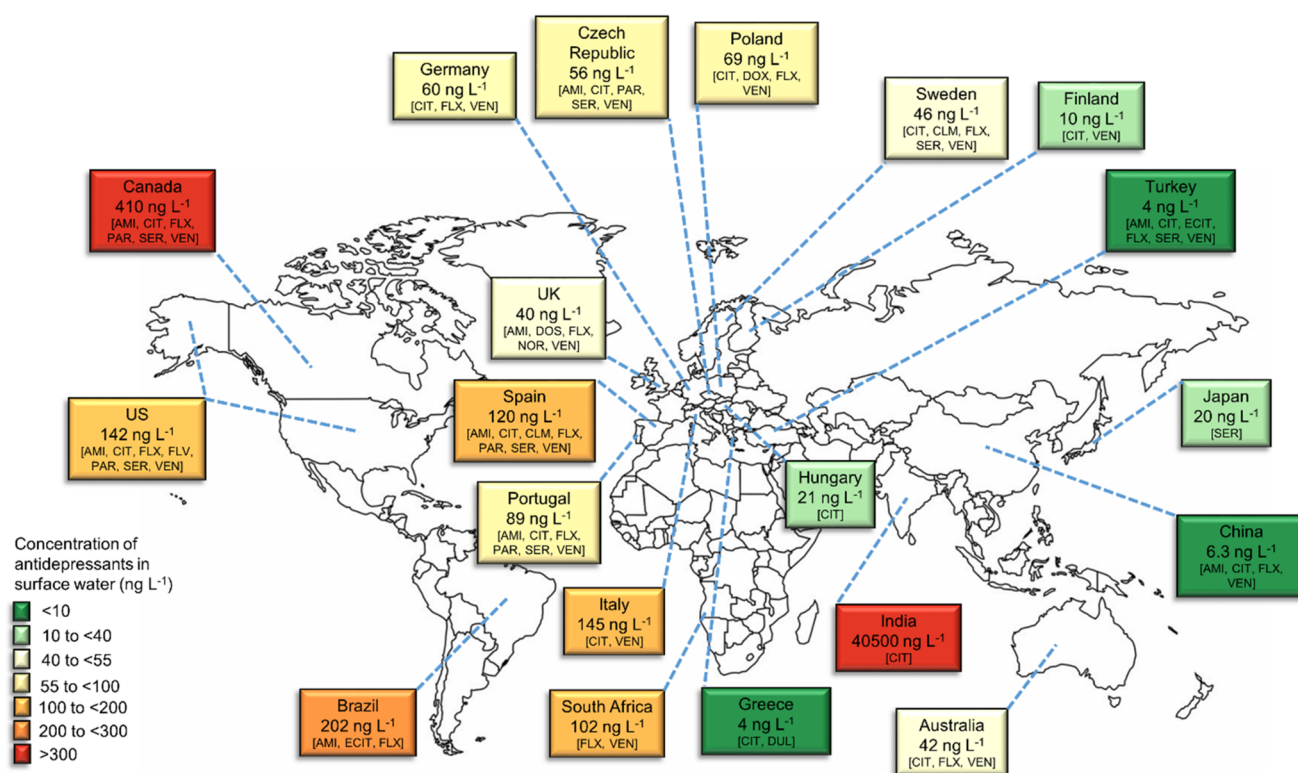 Czech
Republic
56 ng L⁻¹
[AMI, CIT, PAR,
SER, VEN]
Poland
69 ng L⁻¹
[CIT, DOX, FLX,
VEN]
Germany
60 ng L⁻¹
[CIT, FLX, VEN]
Sweden
46 ng L⁻¹
[CIT, CLM, FLX,
SER, VEN]
Finland
10 ng L⁻¹
[CIT, VEN]
Canada
410 ng L⁻¹
[AMI, CIT, FLX,
PAR, SER, VEN]
Turkey
4 ng L⁻¹
[AMI, CIT, ECIT,
FLX, SER, VEN]
UK
40 ng L⁻¹
[AMI, DOS, FLX,
NOR, VEN]
US
142 ng L⁻¹
[AMI, CIT, FLX, FLV,
PAR, SER, VEN]
Spain
120 ng L⁻¹
[AMI, CIT, CLM, FLX,
PAR, SER, VEN]
Japan
20 ng L⁻¹
[SER]
Portugal
89 ng L⁻¹
[AMI, CIT, FLX,
PAR, SER, VEN]
Hungary
21 ng L⁻¹
[CIT]
China
6.3 ng L⁻¹
[AMI, CIT, FLX,
VEN]
Italy
145 ng L⁻¹
[CIT, VEN]
India
40500 ng L⁻¹
[CIT]
Brazil
202 ng L⁻¹
[AMI, ECIT, FLX]
South Africa
102 ng L⁻¹
[FLX, VEN]
Greece
4 ng L⁻¹
[CIT, DUL]
Australia
42 ng L⁻¹
[CIT, FLX, VEN]
Concentration of
antidepressants in
surface water (ng L⁻¹)
<10
10 to <40
40 to <55
55 to <100
100 to <200
200 to <300
>300